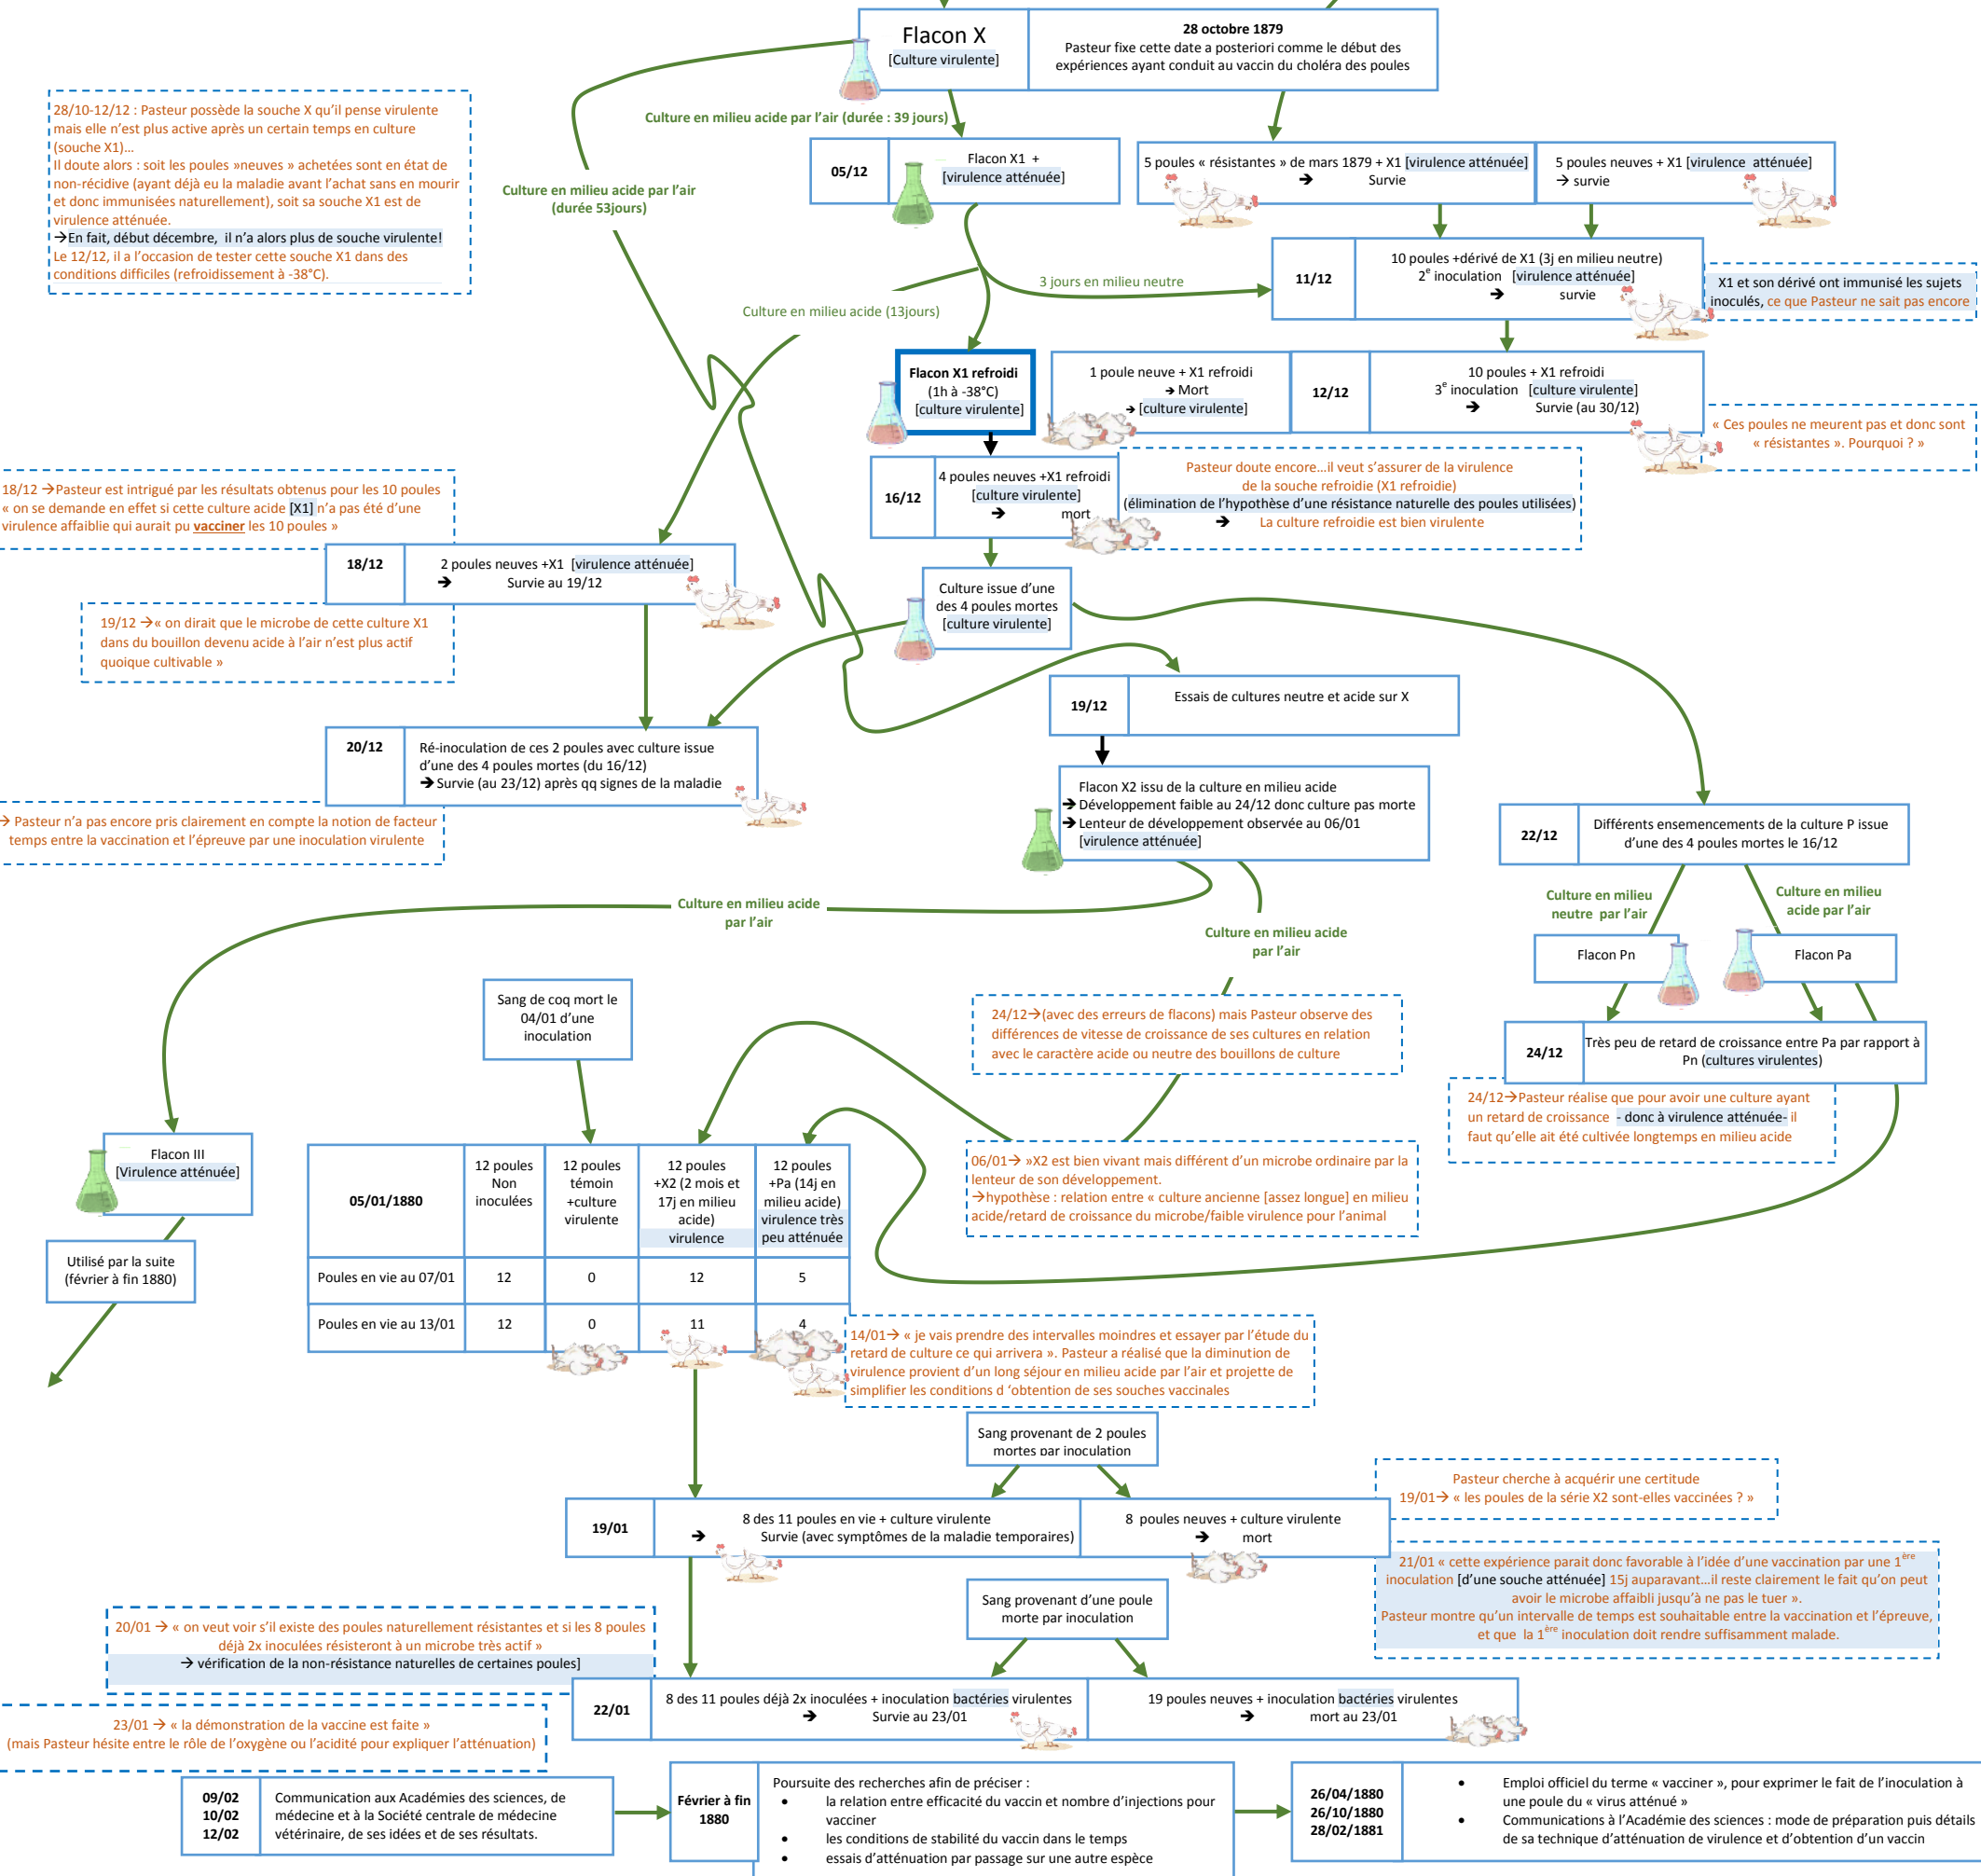 Flacon X
[Culture virulente]
28 octobre 1879
Pasteur fixe cette date a posteriori comme le début des
expériences ayant conduit au vaccin du choléra des poules
28/10-12/12 : Pasteur possède la souche X qu'il pense virulente
mais elle n'est plus active après un certain temps en culture
(souche X1)…
Il doute alors : soit les poules »neuves » achetées sont en état de
non-récidive (ayant déjà eu la maladie avant l'achat sans en mourir
et donc immunisées naturellement), soit sa souche X1 est de
virulence atténuée.
→En fait, début décembre, il n'a alors plus de souche virulente!
Le 12/12, il a l'occasion de tester cette souche X1 dans des
conditions difficiles (refroidissement à -38°C).
Culture en milieu acide par l'air (durée : 39 jours)
Culture en milieu acide par l'air
(durée 53jours)
05/12
Flacon X1 +
[virulence atténuée]
5 poules « résistantes » de mars 1879 + X1 [virulence atténuée]
➔ Survie
5 poules neuves + X1 [virulence atténuée]
→ survie
3 jours en milieu neutre
Culture en milieu acide (13jours)
11/12
10 poules +dérivé de X1 (3j en milieu neutre)
2e inoculation [virulence atténuée]
➔ survie
X1 et son dérivé ont immunisé les sujets
inoculés, ce que Pasteur ne sait pas encore
Flacon X1 refroidi
(1h à -38°C)
[culture virulente]
1 poule neuve + X1 refroidi
➔ Mort
➔ [culture virulente]
12/12
10 poules + X1 refroidi
3e inoculation [culture virulente]
➔ Survie (au 30/12)
« Ces poules ne meurent pas et donc sont
« résistantes ». Pourquoi ? »
16/12
4 poules neuves +X1 refroidi
[culture virulente]
➔ mort
Pasteur doute encore…il veut s'assurer de la virulence
de la souche refroidie (X1 refroidie)
(élimination de l'hypothèse d'une résistance naturelle des poules utilisées)
➔ La culture refroidie est bien virulente
18/12 →Pasteur est intrigué par les résultats obtenus pour les 10 poules
« on se demande en effet si cette culture acide [X1] n'a pas été d'une
virulence affaiblie qui aurait pu vacciner les 10 poules »
18/12
2 poules neuves +X1 [virulence atténuée]
➔ Survie au 19/12
Culture issue d'une
des 4 poules mortes
[culture virulente]
19/12 →« on dirait que le microbe de cette culture X1
dans du bouillon devenu acide à l'air n'est plus actif
quoique cultivable »
19/12
Essais de cultures neutre et acide sur X
20/12
Ré-inoculation de ces 2 poules avec culture issue
d'une des 4 poules mortes (du 16/12)
➔ Survie (au 23/12) après qq signes de la maladie
→ Pasteur n'a pas encore pris clairement en compte la notion de facteur
temps entre la vaccination et l'épreuve par une inoculation virulente
Flacon X2 issu de la culture en milieu acide
➔ Développement faible au 24/12 donc culture pas morte
➔ Lenteur de développement observée au 06/01
[virulence atténuée]
22/12
Différents ensemencements de la culture P issue
d'une des 4 poules mortes le 16/12
Culture en milieu
neutre par l'air
Culture en milieu
acide par l'air
Culture en milieu acide
par l'air
Culture en milieu acide
par l'air
Flacon Pn
Flacon Pa
Sang de coq mort le
04/01 d'une
inoculation
24/12→(avec des erreurs de flacons) mais Pasteur observe des
différences de vitesse de croissance de ses cultures en relation
avec le caractère acide ou neutre des bouillons de culture
24/12
Très peu de retard de croissance entre Pa par rapport à
Pn (cultures virulentes)
24/12→Pasteur réalise que pour avoir une culture ayant
un retard de croissance - donc à virulence atténuée- il
faut qu'elle ait été cultivée longtemps en milieu acide
Flacon III
[Virulence atténuée]
Utilisé par la suite
(février à fin 1880)
05/01/1880
12 poules
Non
inoculées
12 poules
témoin
+culture
virulente
12 poules
+X2 (2 mois et
17j en milieu
acide)
virulence
12 poules
+Pa (14j en
milieu acide)
virulence très
peu atténuée
Poules en vie au 07/01 12 0 12 5
Poules en vie au 13/01 12 0 11 4
06/01→ »X2 est bien vivant mais différent d'un microbe ordinaire par la
lenteur de son développement.
→hypothèse : relation entre « culture ancienne [assez longue] en milieu
acide/retard de croissance du microbe/faible virulence pour l'animal
14/01→ « je vais prendre des intervalles moindres et essayer par l'étude du
retard de culture ce qui arrivera ». Pasteur a réalisé que la diminution de
virulence provient d'un long séjour en milieu acide par l'air et projette de
simplifier les conditions d 'obtention de ses souches vaccinales
Sang provenant de 2 poules
mortes par inoculation
Pasteur cherche à acquérir une certitude
19/01→ « les poules de la série X2 sont-elles vaccinées ? »
19/01
8 des 11 poules en vie + culture virulente
➔ Survie (avec symptômes de la maladie temporaires)
8 poules neuves + culture virulente
➔ mort
21/01 « cette expérience parait donc favorable à l'idée d'une vaccination par une 1ère
inoculation [d'une souche atténuée] 15j auparavant…il reste clairement le fait qu'on peut
avoir le microbe affaibli jusqu'à ne pas le tuer ».
Pasteur montre qu'un intervalle de temps est souhaitable entre la vaccination et l'épreuve,
et que la 1ère inoculation doit rendre suffisamment malade.
Sang provenant d'une poule
morte par inoculation
20/01 → « on veut voir s'il existe des poules naturellement résistantes et si les 8 poules
déjà 2x inoculées résisteront à un microbe très actif »
→ vérification de la non-résistance naturelles de certaines poules]
22/01
8 des 11 poules déjà 2x inoculées + inoculation bactéries virulentes
➔ Survie au 23/01
19 poules neuves + inoculation bactéries virulentes
➔ mort au 23/01
23/01 → « la démonstration de la vaccine est faite »
(mais Pasteur hésite entre le rôle de l'oxygène ou l'acidité pour expliquer l'atténuation)
09/02
10/02
12/02
Communication aux Académies des sciences, de
médecine et à la Société centrale de médecine
vétérinaire, de ses idées et de ses résultats.
Février à fin
1880
Poursuite des recherches afin de préciser :
• la relation entre efficacité du vaccin et nombre d'injections pour
vacciner
• les conditions de stabilité du vaccin dans le temps
• essais d'atténuation par passage sur une autre espèce
26/04/1880
26/10/1880
28/02/1881
• Emploi officiel du terme « vacciner », pour exprimer le fait de l'inoculation à
une poule du « virus atténué »
• Communications à l'Académie des sciences : mode de préparation puis détails
de sa technique d'atténuation de virulence et d'obtention d'un vaccin